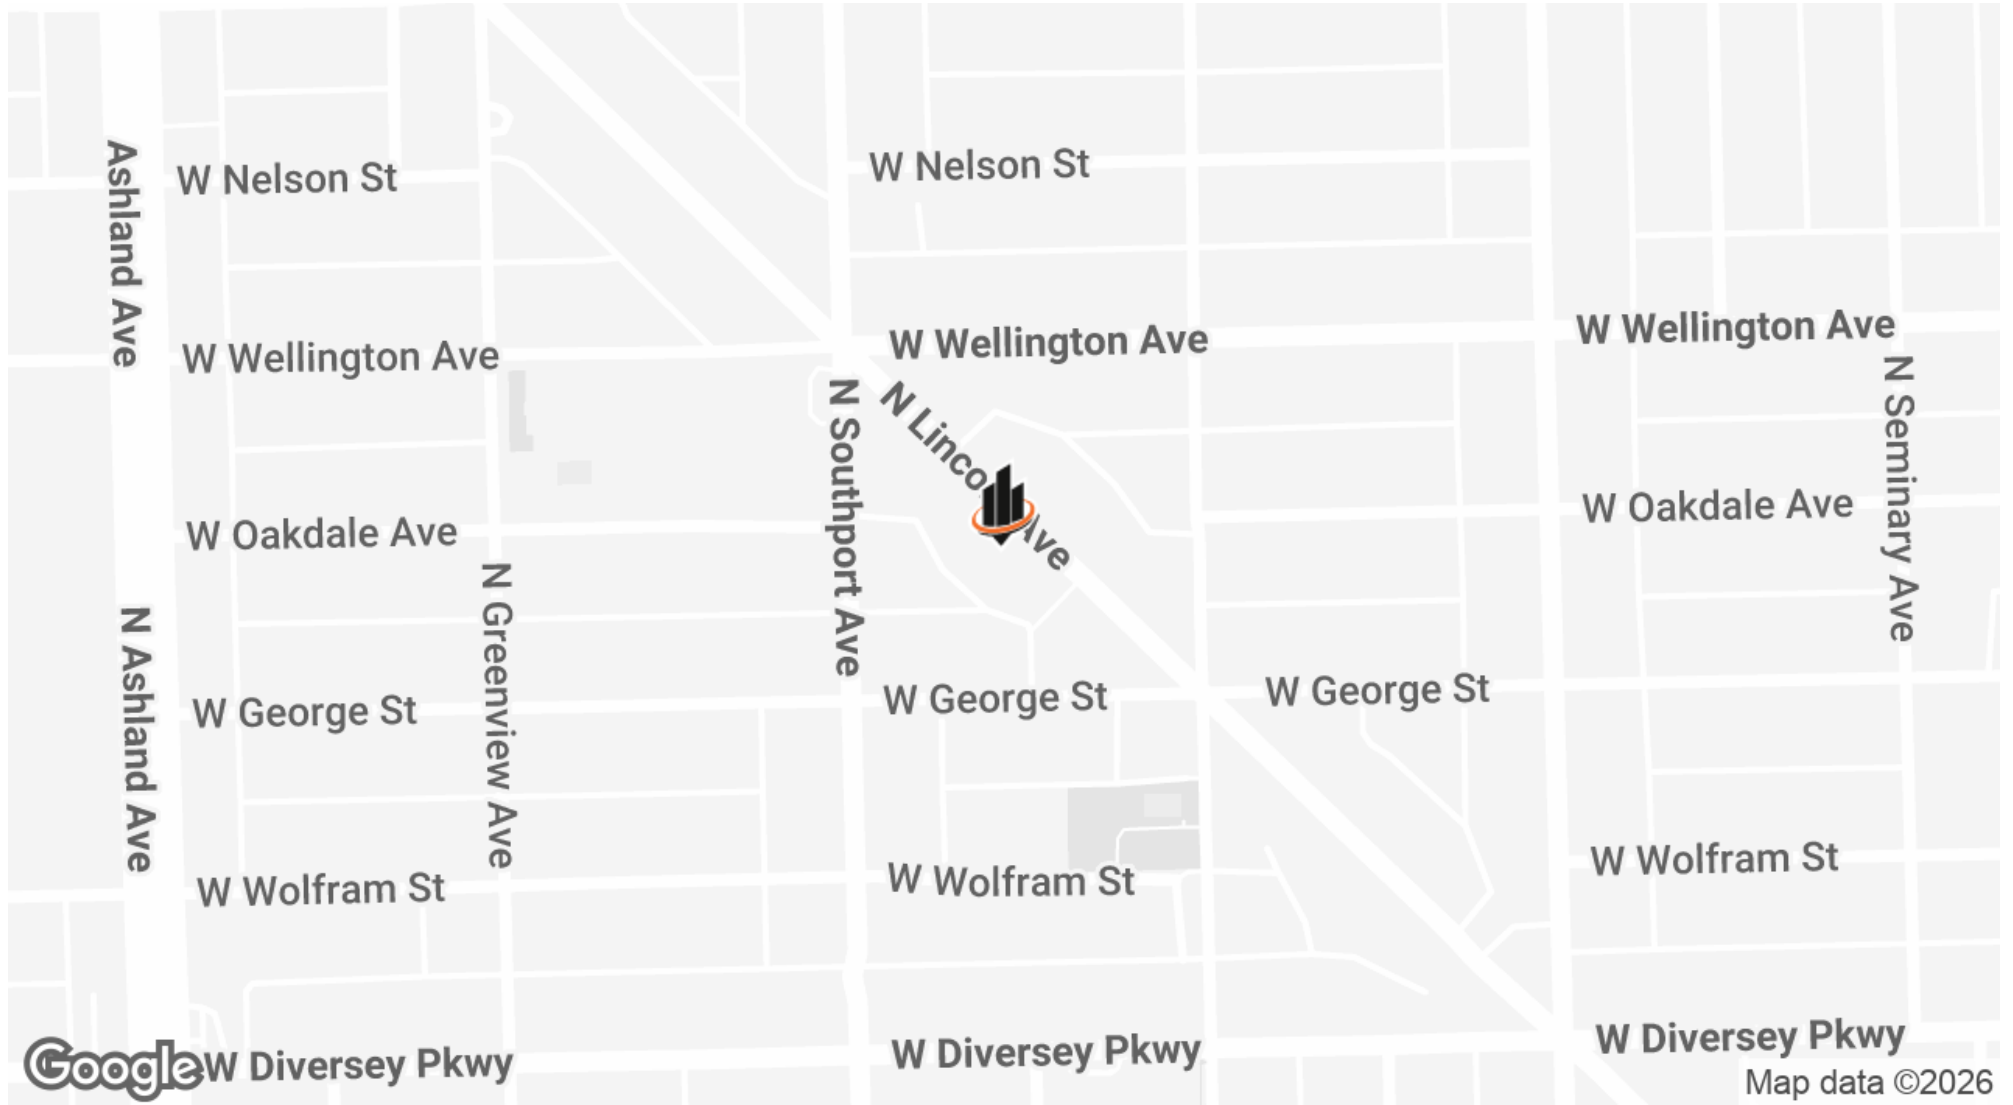 W Nelson St
W Nelson St
Ashland Ave
W Wellington Ave
W Wellington Ave
W Wellington Ave
N Lincoln Ave
N Southport Ave
N Seminary Ave
W Oakdale Ave
W Oakdale Ave
N Greenview Ave
N Ashland Ave
W George St
W George St
W George St
W Wolfram St
W Wolfram St
W Wolfram St
W Diversey Pkwy
W Diversey Pkwy
W Diversey Pkwy
Google
Map data ©2026